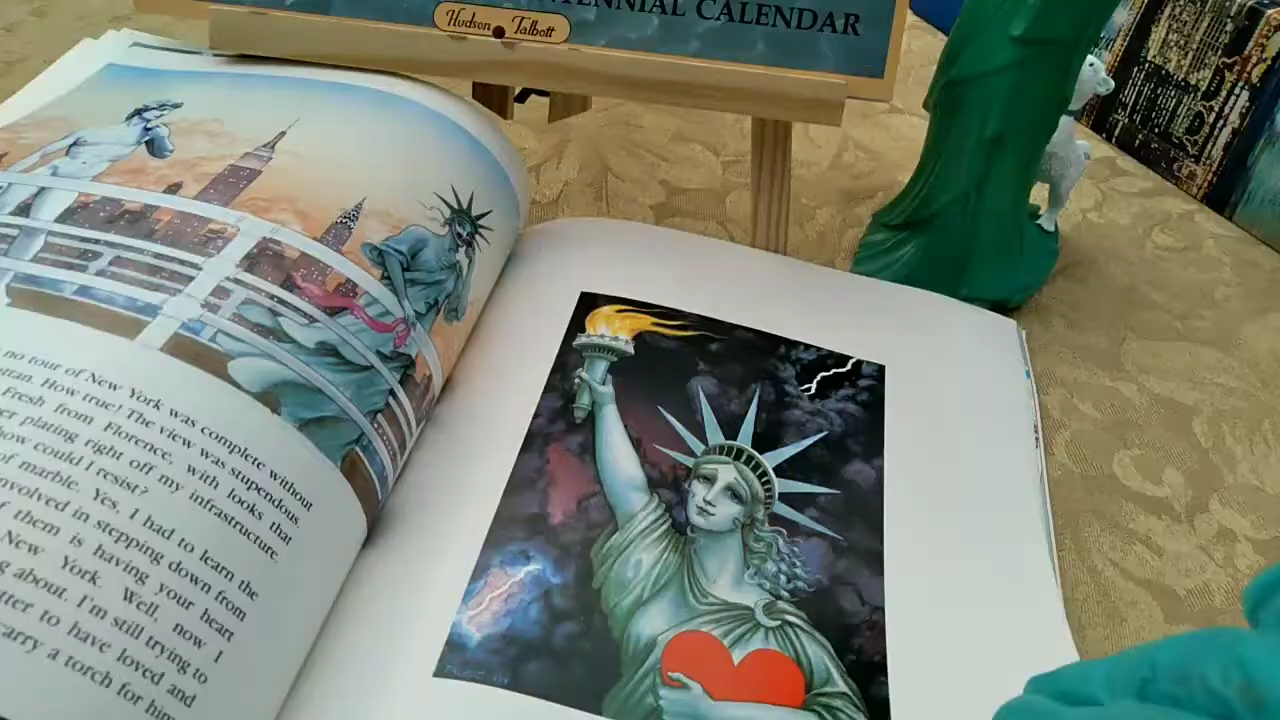 TENNIAL CALENDAR
Hudson Talbott
no tour of New York was complete without
ttan. How true! The view was stupendous.
Fresh from Florence, with looks that
er plating right off my infrastructure.
how could I resist?
of marble. Yes, I had to learn the
nvolved in stepping down from
f them is having your heart
New York. Well, now I
g about. I'm still trying to
tter to have loved and
carry a torch for him